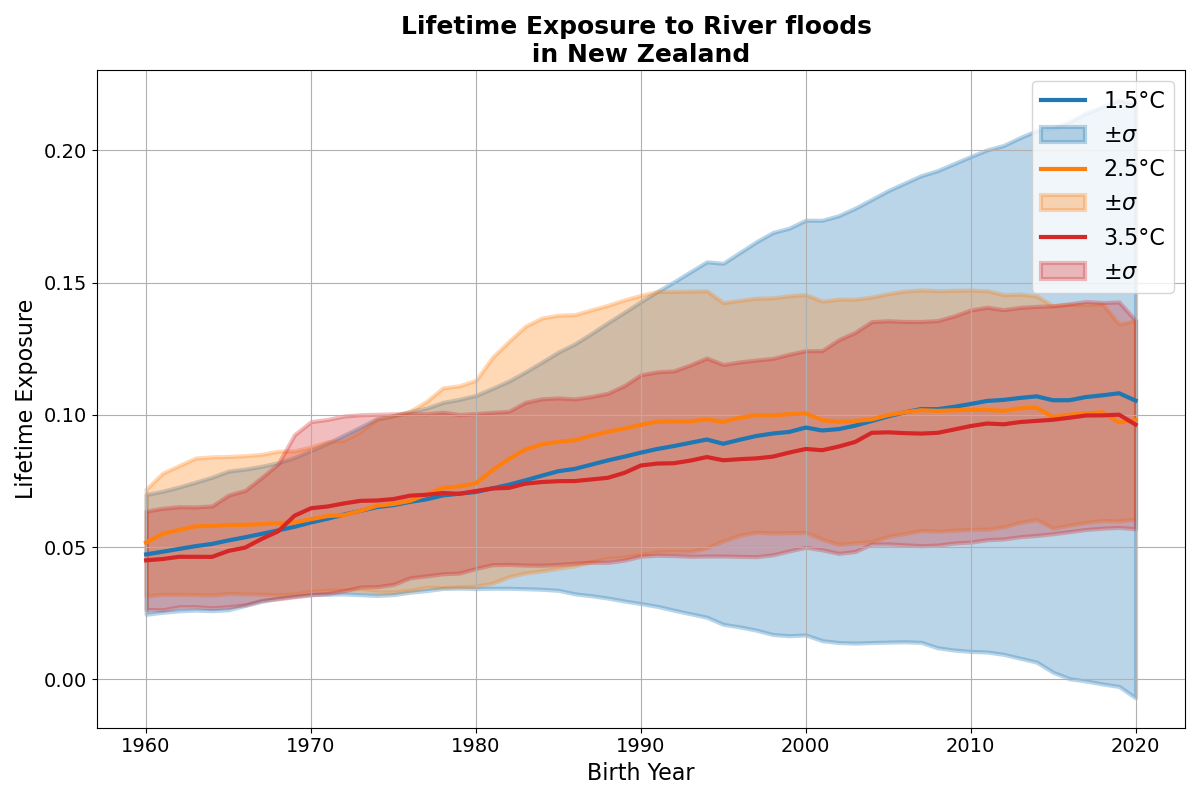 Lifetime Exposure to River floods
in New Zealand
1.5°C
±σ
2.5°C
±σ
3.5°C
±σ
Lifetime Exposure
0.20
0.15
0.10
0.05
0.00
1960 1970 1980 1990 2000 2010 2020
Birth Year